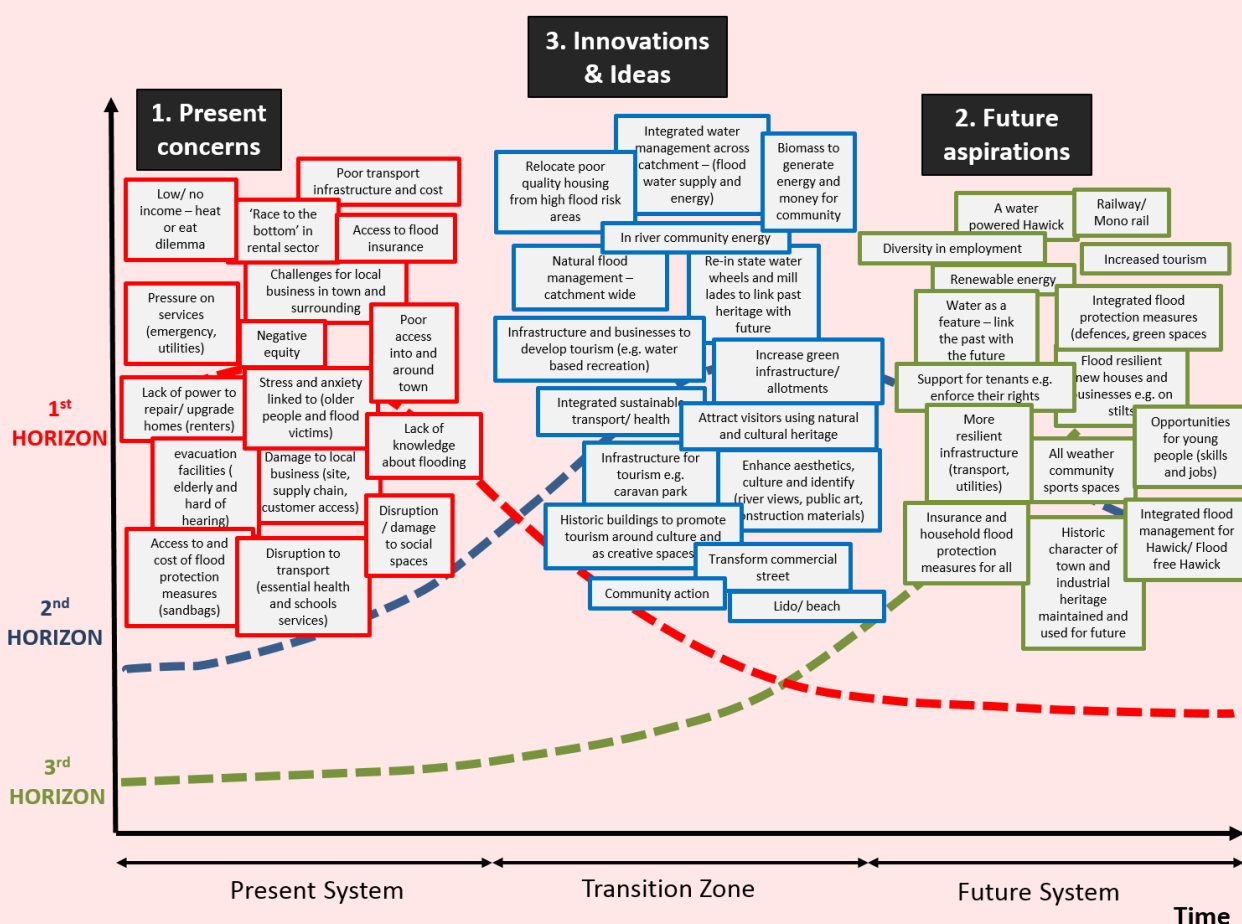 3. Innovations
& Ideas
1. Present
concerns
2. Future
aspirations
Low/ no
income – heat
or eat
dilemma
Poor transport
infrastructure and cost
'Race to the
bottom' in
rental sector
Access to flood
insurance
Challenges for local
business in town and
surrounding
Pressure on
services
(emergency,
utilities)
Negative
equity
Poor
access
into and
around
town
Lack of power to
repair/ upgrade
homes (renters)
Stress and anxiety
linked to (older
people and flood
victims)
Lack of
knowledge
about flooding
evacuation
facilities (
elderly and
hard of
hearing)
Damage to local
business (site,
supply chain,
customer access)
Disruption
/ damage
to social
spaces
Access to and
cost of flood
protection
measures
(sandbags)
Disruption to
transport
(essential health
and schools
services)
Relocate poor
quality housing
from high flood risk
areas
Integrated water
management across
catchment – (flood
water supply and
energy)
Biomass to
generate
energy and
money for
community
In river community energy
Natural flood
management –
catchment wide
Re-in state water
wheels and mill
lades to link past
heritage with
future
Infrastructure and businesses to
develop tourism (e.g. water
based recreation)
Increase green
infrastructure/
allotments
Integrated sustainable
transport/ health
Attract visitors using natural
and cultural heritage
Infrastructure for
tourism e.g.
caravan park
Enhance aesthetics,
culture and identify
(river views, public art,
construction materials)
Historic buildings to promote
tourism around culture and
as creative spaces
Transform commercial
street
Community action
Lido/ beach
A water
powered Hawick
Railway/
Mono rail
Diversity in employment
Increased tourism
Renewable energy
Water as a
feature – link
the past with
the future
Integrated flood
protection measures
(defences, green spaces
Flood resilient
new houses and
businesses e.g. on
stilts
Support for tenants e.g.
enforce their rights
More
resilient
infrastructure
(transport,
utilities)
All weather
community
sports spaces
Opportunities
for young
people (skills
and jobs)
Insurance and
household flood
protection
measures for all
Historic
character of
town and
industrial
heritage
maintained and
used for future
Integrated flood
management for
Hawick/ Flood
free Hawick
1st
HORIZON
2nd
HORIZON
3rd
HORIZON
Present System
Transition Zone
Future System
Time